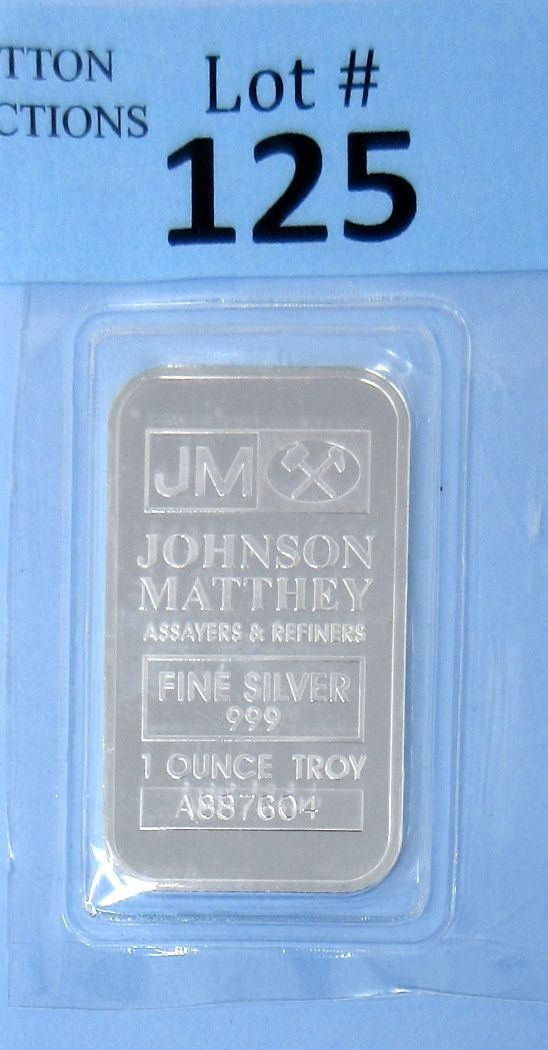 TTON
CTIONS
Lot #
125
JM
JOHNSON
MATTHEY
ASSAYERS & REFINERS
FINE SILVER
999
1 OUNCE TROY
A887604